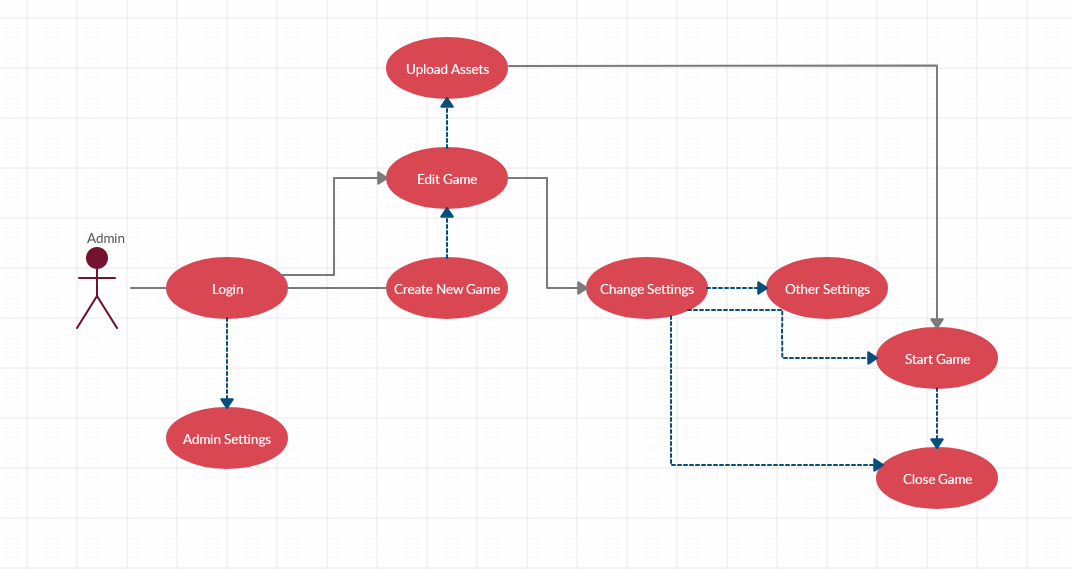 Upload Assets
Edit Game
Admin
Login
Create New Game
Change Settings
Other Settings
Start Game
Admin Settings
Close Game